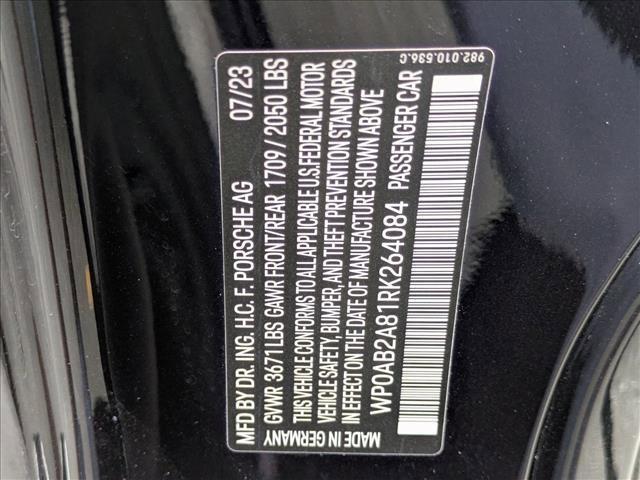 MFD BY DR. ING. H.C. F. PORSCHE AG 07/23
GVWR 3671 LBS GAWR FRONT/REAR 1709/2050 LBS
THIS VEHICLE CONFORMS TO ALL APPLICABLE U.S. FEDERAL MOTOR
VEHICLE SAFETY, BUMPER, AND THEFT PREVENTION STANDARDS
IN EFFECT ON THE DATE OF MANUFACTURE SHOWN ABOVE
MADE IN GERMANY WP0AB2A81RK264084 PASSENGER CAR
982.010.536.C